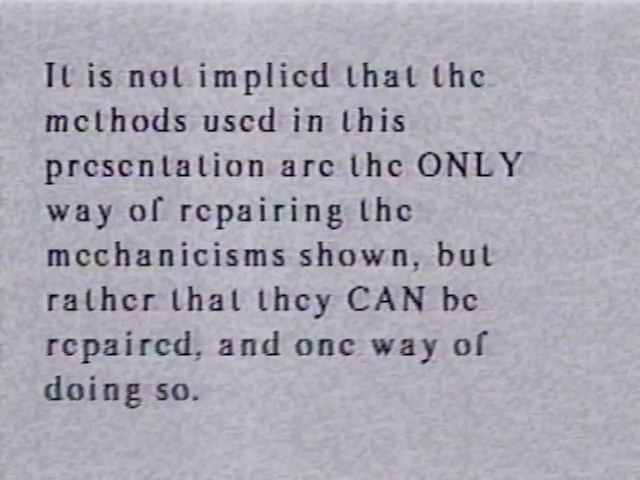 It is not implied that the
methods used in this
presentation are the ONLY
way of repairing the
mechanicisms shown, but
rather that they CAN be
repaired, and one way of
doing so.